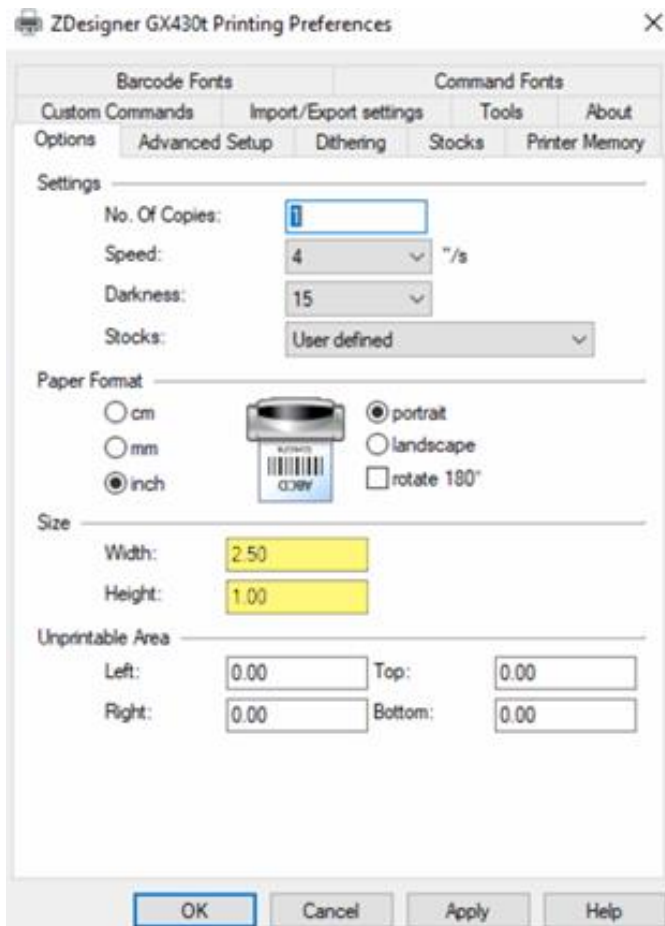 ZDesigner GX430t Printing Preferences
Barcode Fonts Command Fonts
Custom Commands Import/Export settings Tools About
Options Advanced Setup Dithering Stocks Printer Memory
Settings
No. Of Copies: 1
Speed: 4 "/s
Darkness: 15
Stocks: User defined
Paper Format
cm portrait
mm landscape
inch rotate 180°
ABCD
Size
Width: 2.50
Height: 1.00
Unprintable Area
Left: 0.00 Top: 0.00
Right: 0.00 Bottom: 0.00
OK Cancel Apply Help